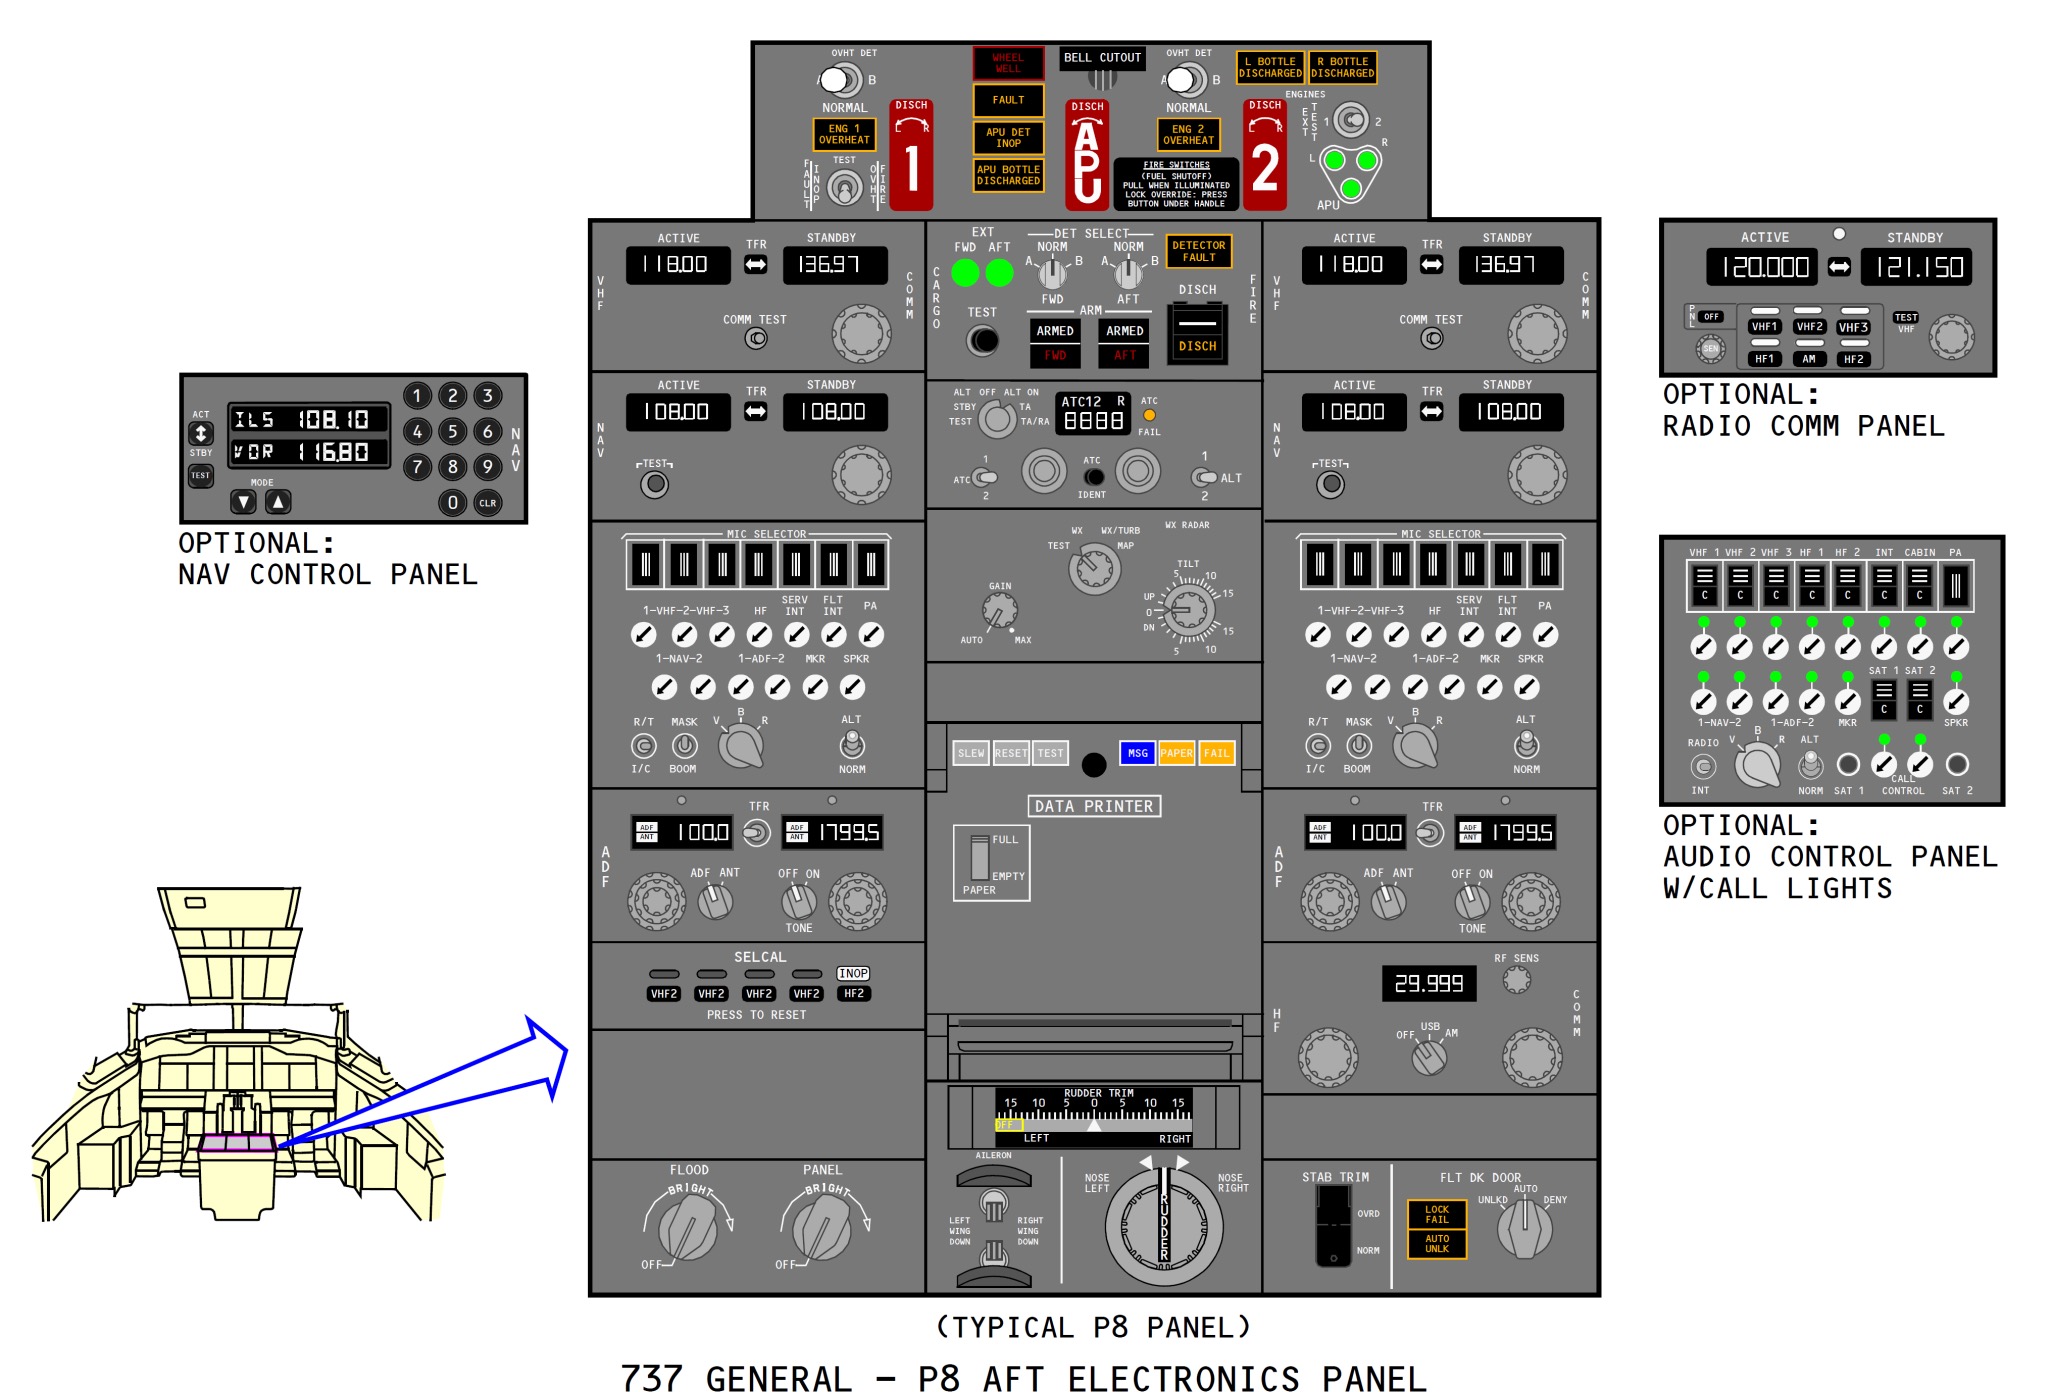 OVHT DET
A B
NORMAL
ENG 1
OVERHEAT
TEST
FAULT
INOP
OVHT
FIRE
DISCH
L R
1
WHEEL
WELL
FAULT
APU DET
INOP
APU BOTTLE
DISCHARGED
BELL CUTOUT
DISCH
APU
OVHT DET
A B
NORMAL
ENG 2
OVERHEAT
FIRE SWITCHES
(FUEL SHUTOFF)
PULL WHEN ILLUMINATED
LOCK OVERRIDE: PRESS
BUTTON UNDER HANDLE
DISCH
L R
2
L BOTTLE
DISCHARGED
R BOTTLE
DISCHARGED
ENGINES
EXT
TEST
1 2
L R
APU
VHF
ACTIVE TFR STANDBY
118.00 136.97
COMM TEST
COMM
CARGO
EXT
FWD AFT
TEST
DET SELECT
NORM NORM
A B A B
FWD AFT
ARM
ARMED ARMED
FWD AFT
DETECTOR
FAULT
DISCH
DISCH
FIRE
VHF
ACTIVE TFR STANDBY
118.00 136.97
COMM TEST
COMM
NAV
ACTIVE TFR STANDBY
108.00 108.00
TEST
ALT OFF ALT ON
STBY TA
TEST TA/RA
ATC12 R
8888
ATC
FAIL
1
ATC
2
ATC
IDENT
1
ALT
2
NAV
ACTIVE TFR STANDBY
108.00 108.00
TEST
MIC SELECTOR
1-VHF-2-VHF-3 HF SERV
INT FLT
INT PA
1-NAV-2 1-ADF-2 MKR SPKR
R/T MASK V B R ALT
I/C BOOM NORM
WX RADAR
TEST WX WX/TURB MAP
GAIN
AUTO MAX
TILT
UP
0
DN
5 10 15
15 10 5
MIC SELECTOR
1-VHF-2-VHF-3 HF SERV
INT FLT
INT PA
1-NAV-2 1-ADF-2 MKR SPKR
R/T MASK V B R ALT
I/C BOOM NORM
SLEW RESET TEST MSG PAPER FAIL
DATA PRINTER
FULL
EMPTY
PAPER
ADF
TFR
ADF
ANT 100.0
ADF
ANT 1799.5
ADF ANT OFF ON
TONE
ADF
TFR
ADF
ANT 100.0
ADF
ANT 1799.5
ADF ANT OFF ON
TONE
SELCAL
INOP
VHF2 VHF2 VHF2 VHF2 HF2
PRESS TO RESET
HF
29.999
RF SENS
OFF USB AM
COMM
RUDDER TRIM
15 10 5 0 5 10 15
OFF
LEFT RIGHT
AILERON
LEFT
WING
DOWN
RIGHT
WING
DOWN
NOSE
LEFT
RUDDER
NOSE
RIGHT
FLOOD
BRIGHT
OFF
PANEL
BRIGHT
OFF
STAB TRIM
OVRD
NORM
FLT DK DOOR
LOCK
FAIL
AUTO
UNLK
UNLKD AUTO DENY
ACT
STBY
TEST
ILS 108.10
VOR 116.80
MODE
1 2 3
4 5 6
7 8 9
0 CLR
NAV
OPTIONAL:
NAV CONTROL PANEL
ACTIVE STANDBY
120.000 121.150
PNL
OFF
SEN
VHF1 VHF2 VHF3
HF1 AM HF2
TEST
VHF
OPTIONAL:
RADIO COMM PANEL
VHF 1 VHF 2 VHF 3 HF 1 HF 2 INT CABIN PA
C C C C C C C
SAT 1 SAT 2
C C
1-NAV-2 1-ADF-2 MKR SPKR
RADIO V B R ALT
INT NORM SAT 1 CALL
CONTROL SAT 2
OPTIONAL:
AUDIO CONTROL PANEL
W/CALL LIGHTS
(TYPICAL P8 PANEL)
737 GENERAL – P8 AFT ELECTRONICS PANEL